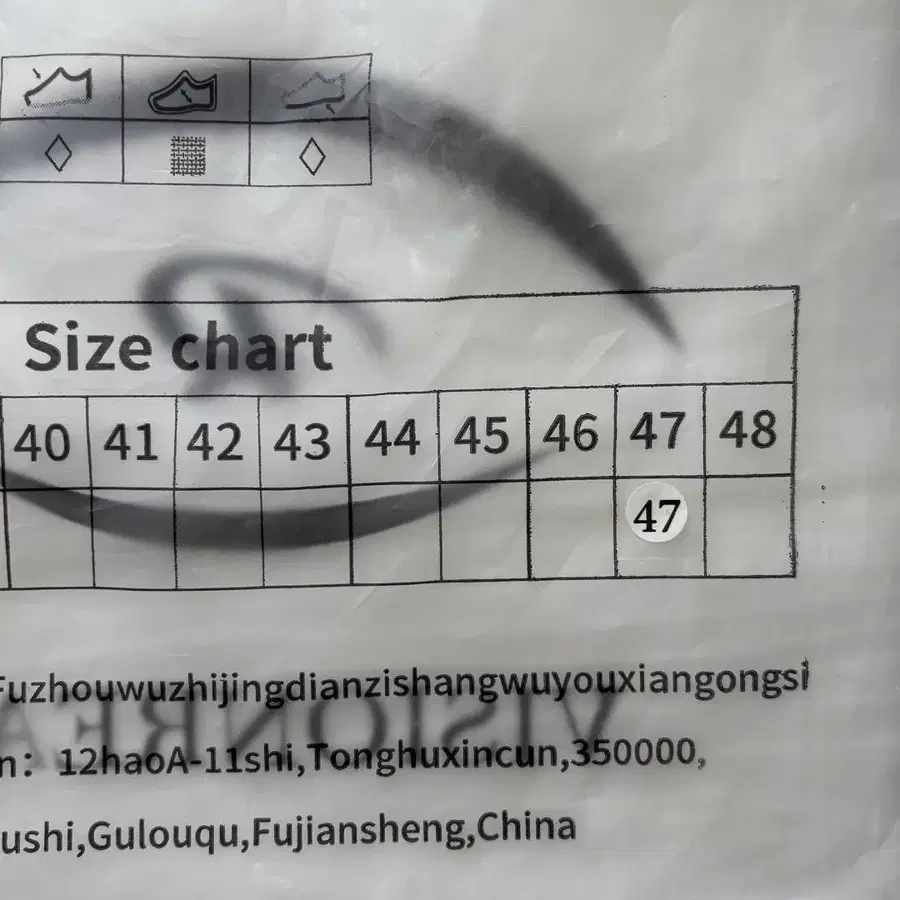 Size chart
40 41 42 43 44 45 46 47 48
47
Fuzhouwuzhijingdianzishangwuyouxiangongsi
n: 12haoA-11shi,Tonghuxincun,350000,
ushi,Gulouqu,Fujiansheng,China